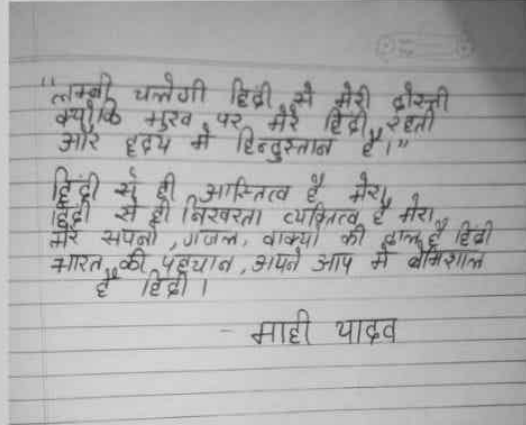 "लम्बी चलेगी हिंदी से मेरी दोस्ती
क्योंकि मुख पर मेरे हिंदी रहती
और हृदय में हिन्दुस्तान है।"
हिंदी से ही अस्तित्व है मेरा,
हिंदी से ही निखरता व्यक्तित्व है मेरा
मेरे सपनो, गजल, वाक्यों की ढाल है हिंदी
भारत की पहचान, अपने आप में बेमिशाल
है हिंदी।
- माही यादव